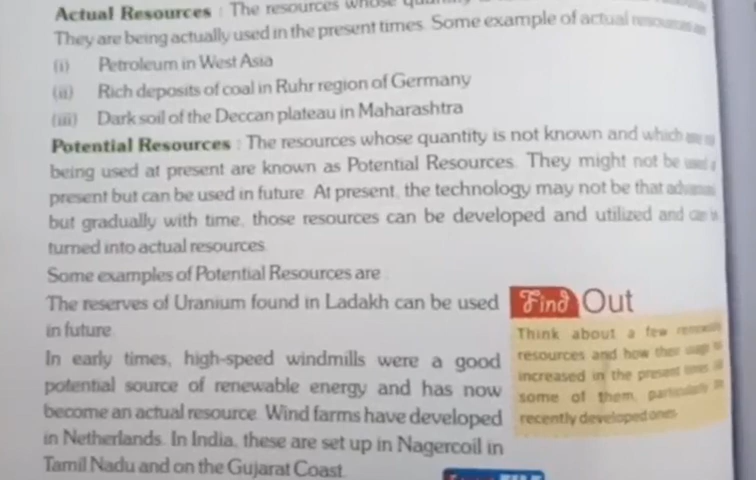 Actual Resources : The resources whose
They are being actually used in the present times. Some example of actual
(i) Petroleum in West Asia
(ii) Rich deposits of coal in Ruhr region of Germany
(iii) Dark soil of the Deccan plateau in Maharashtra
Potential Resources : The resources whose quantity is not known and which
being used at present are known as Potential Resources. They might not be
present but can be used in future. At present, the technology may not be that
but gradually with time, those resources can be developed and utilized and
turned into actual resources.
Some examples of Potential Resources are
The reserves of Uranium found in Ladakh can be used
in future.
In early times, high-speed windmills were a good
potential source of renewable energy and has now
become an actual resource. Wind farms have developed
in Netherlands. In India, these are set up in Nagercoil in
Tamil Nadu and on the Gujarat Coast.
Find Out
Think about a few
resources and how their
increased in the present
some of them, particularly
recently developed ones